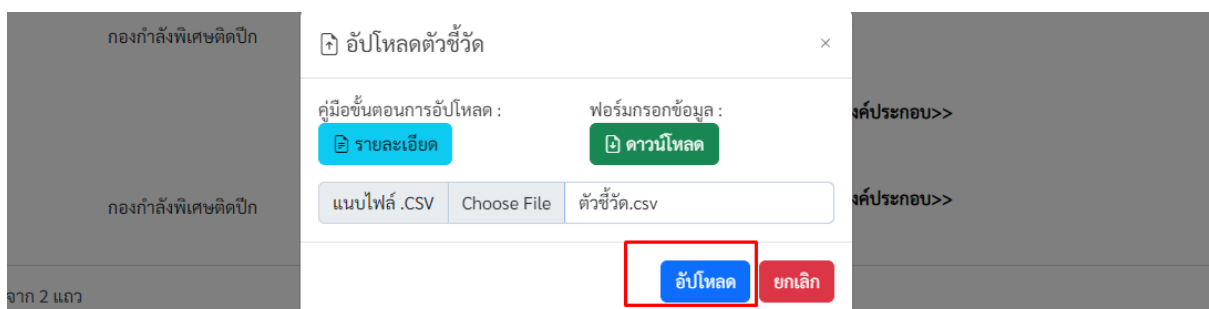 กองกำลังพิเศษติดปีก
อัปโหลดตัวชี้วัด ×
คู่มือขั้นตอนการอัปโหลด : ฟอร์มกรอกข้อมูล :
งค์ประกอบ>>
รายละเอียด ดาวน์โหลด
แนบไฟล์ .CSV Choose File ตัวชี้วัด.csv
กองกำลังพิเศษติดปีก งค์ประกอบ>>
อัปโหลด ยกเลิก
จาก 2 แถว